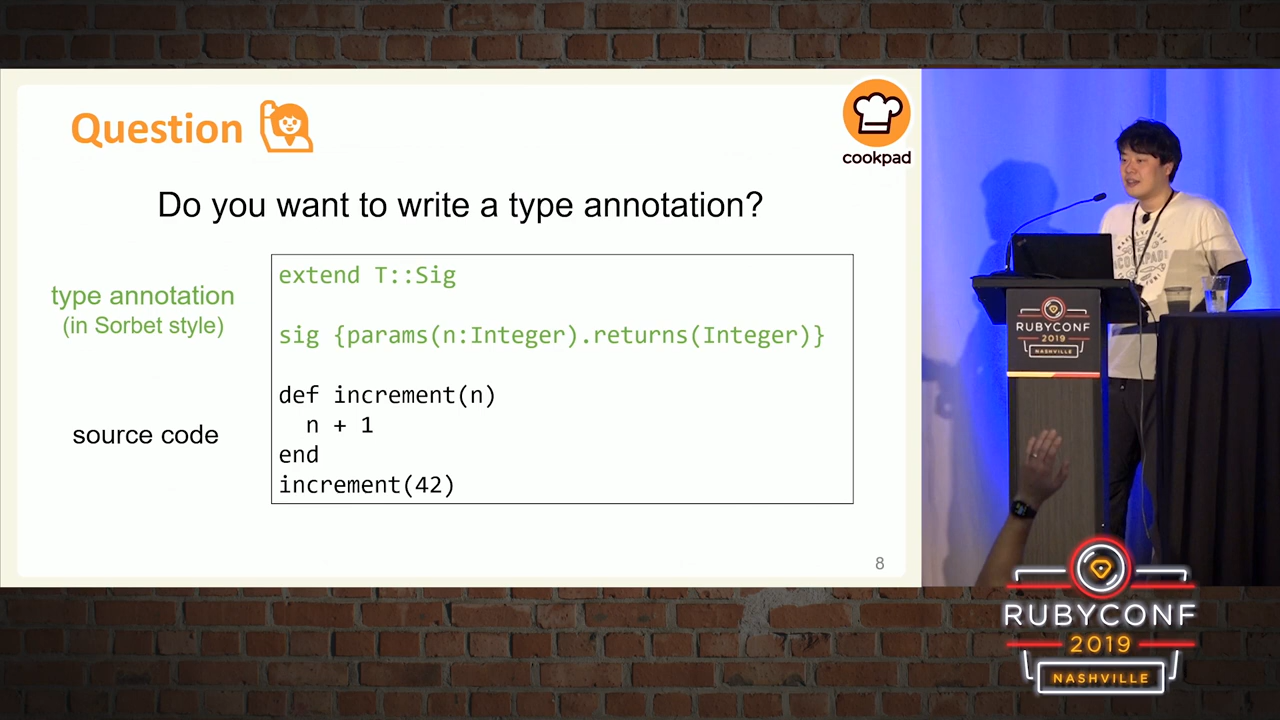 Question
cookpad
Do you want to write a type annotation?
type annotation
(in Sorbet style)
extend T::Sig
sig {params(n:Integer).returns(Integer)}
source code
def increment(n)
n + 1
end
increment(42)
8
RUBYCONF
2019
NASHVILLE
RUBYCONF
2019
NASHVILLE